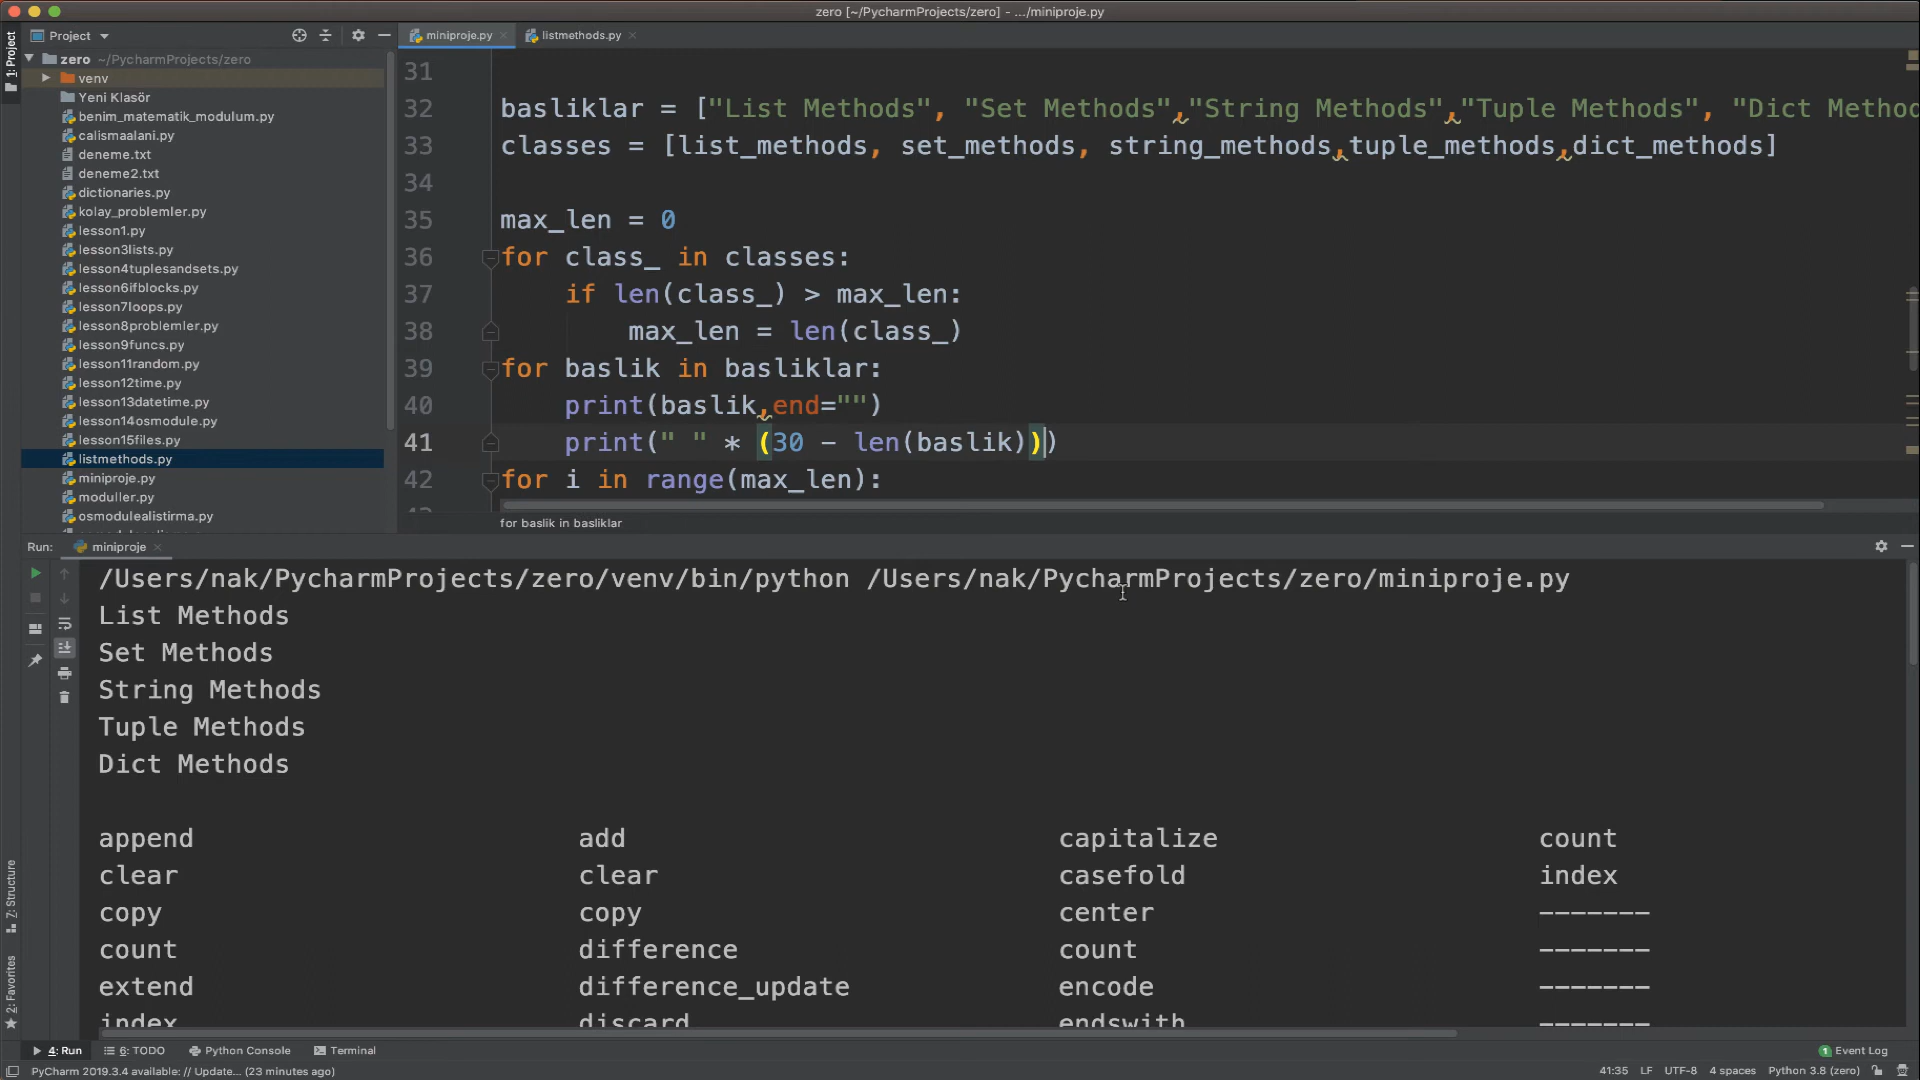 zero [~/PycharmProjects/zero] - .../miniproje.py
Project
miniproje.py
listmethods.py
1: Project
zero ~/PycharmProjects/zero
venv
Yeni Klasör
benim_matematik_modulum.py
calismaalani.py
deneme.txt
deneme2.txt
dictionaries.py
kolay_problemler.py
lesson1.py
lesson3lists.py
lesson4tuplesandsets.py
lesson6ifblocks.py
lesson7loops.py
lesson8problemler.py
lesson9funcs.py
lesson11random.py
lesson12time.py
lesson13datetime.py
lesson14osmodule.py
lesson15files.py
listmethods.py
miniproje.py
moduller.py
osmodulealistirma.py
31
32 basliklar = ["List Methods", "Set Methods","String Methods","Tuple Methods", "Dict Metho
33 classes = [list_methods, set_methods, string_methods,tuple_methods,dict_methods]
34
35 max_len = 0
36 for class_ in classes:
37 if len(class_) > max_len:
38 max_len = len(class_)
39 for baslik in basliklar:
40 print(baslik,end="")
41 print(" " * (30 - len(baslik)))
42 for i in range(max_len):
for baslik in basliklar
Run: miniproje
/Users/nak/PycharmProjects/zero/venv/bin/python /Users/nak/PycharmProjects/zero/miniproje.py
List Methods
Set Methods
String Methods
Tuple Methods
Dict Methods
append add capitalize count
clear clear casefold index
copy copy center -------
count difference count -------
extend difference_update encode -------
index discard endswith -------
7: Structure
2: Favorites
4: Run
6: TODO
Python Console
Terminal
1 Event Log
PyCharm 2019.3.4 available: // Update... (23 minutes ago)
41:35 LF UTF-8 4 spaces Python 3.8 (zero)